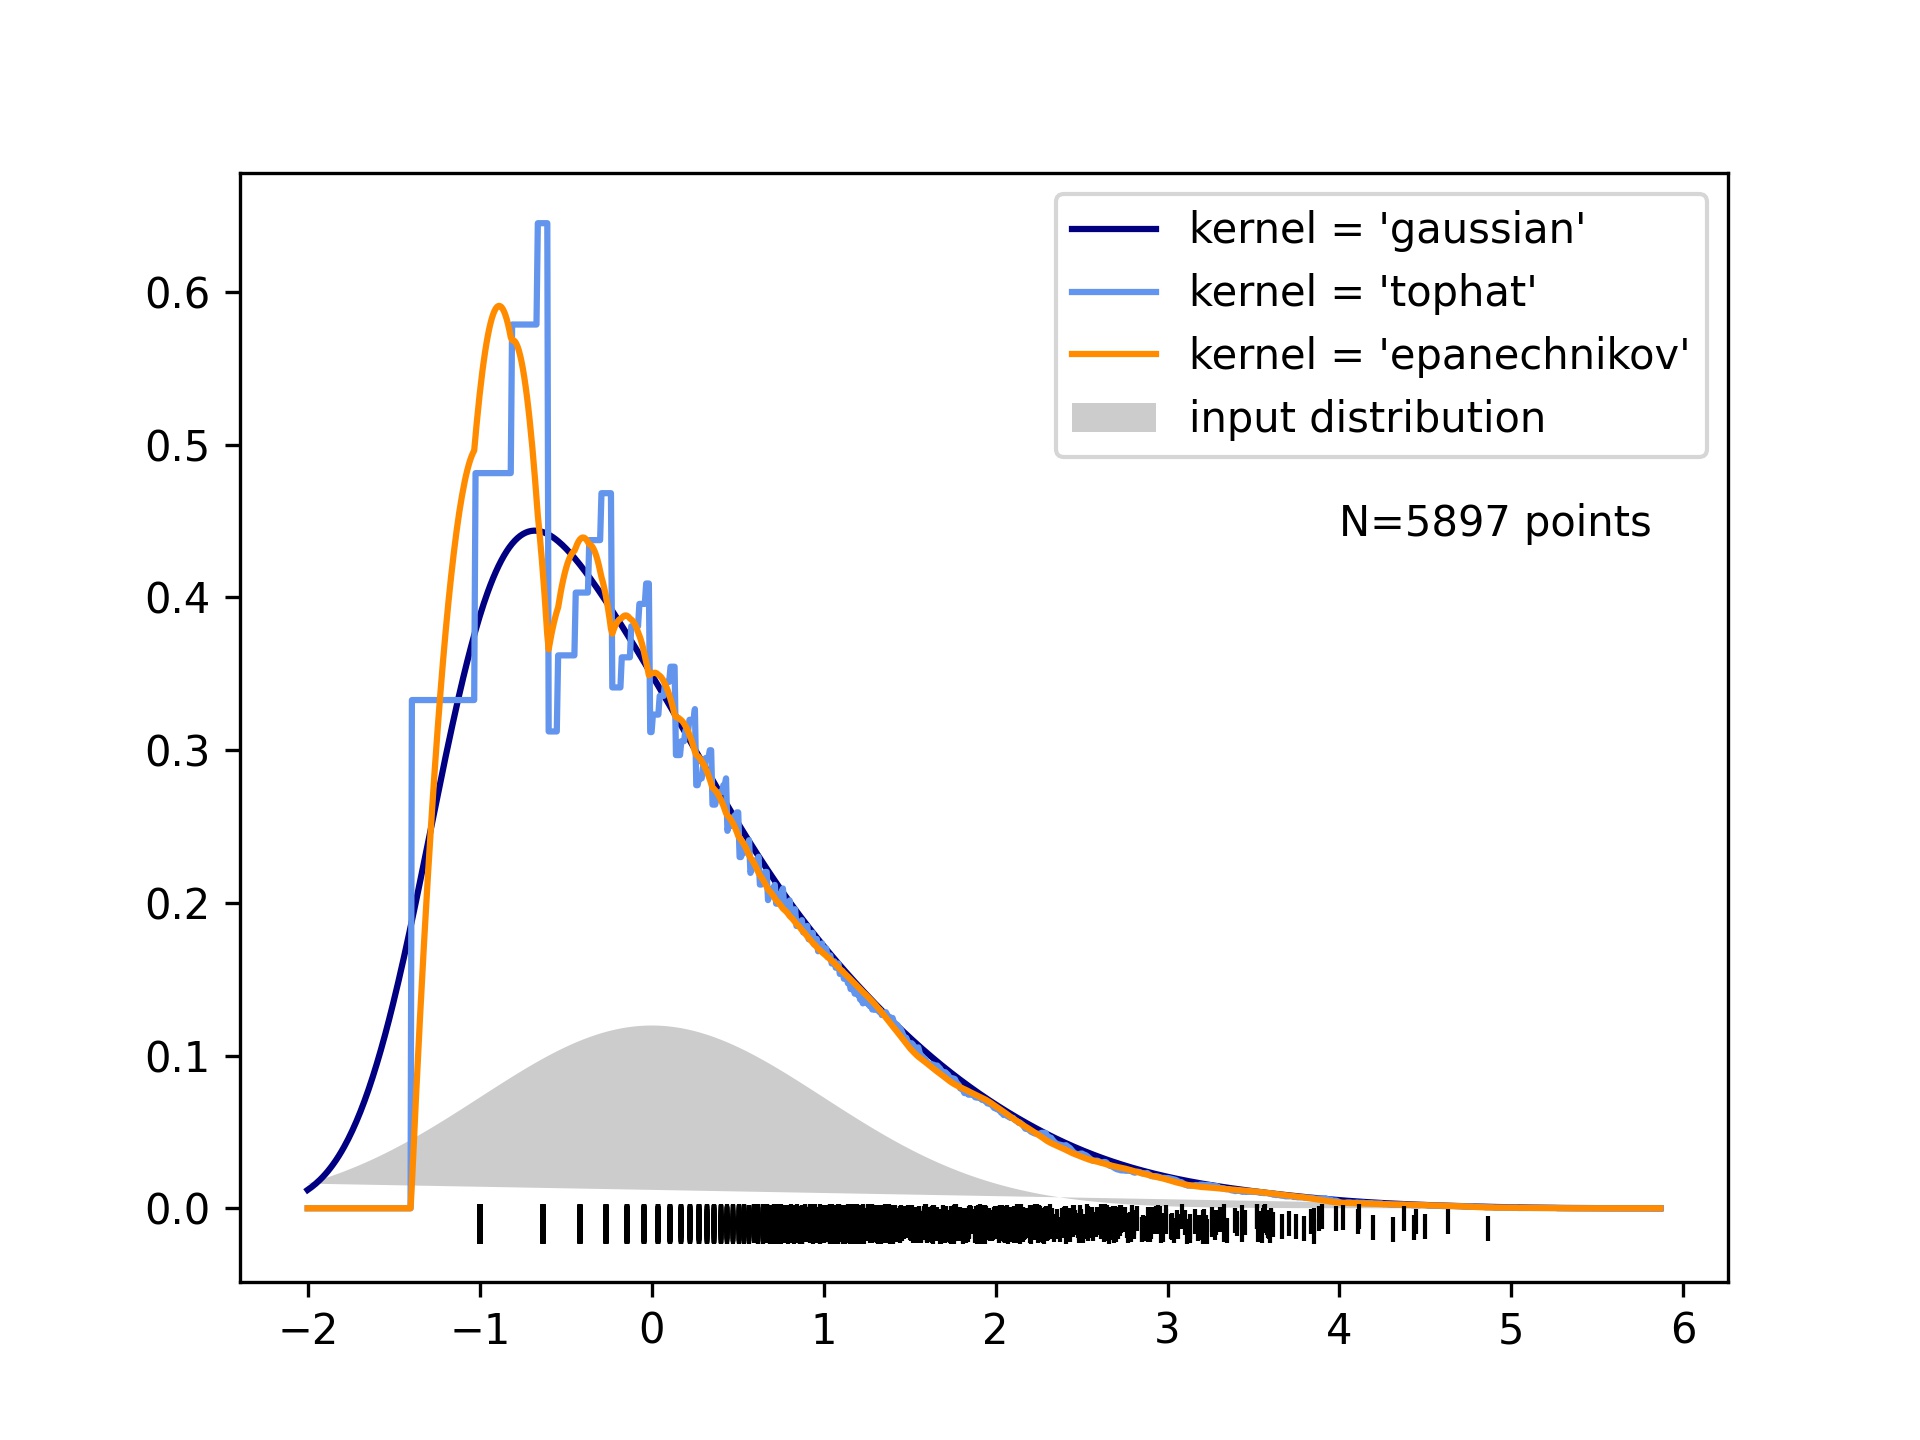 kernel = 'gaussian'
kernel = 'tophat'
kernel = 'epanechnikov'
input distribution
N=5897 points
0.6
0.5
0.4
0.3
0.2
0.1
0.0
−2 −1 0 1 2 3 4 5 6